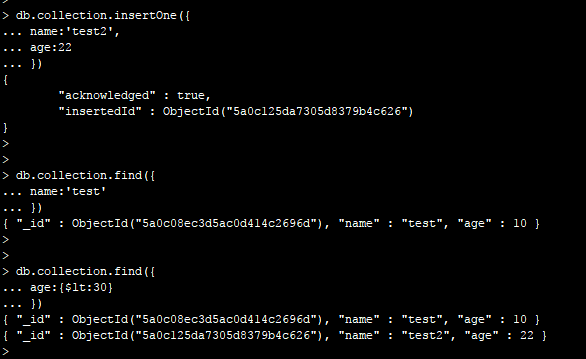 >
> db.collection.insertOne({
... name:'test2',
... age:22
... })
{
        "acknowledged" : true,
        "insertedId" : ObjectId("5a0c125da7305d8379b4c626")
}
>
>
> db.collection.find({
... name:'test'
... })
{ "_id" : ObjectId("5a0c08ec3d5ac0d414c2696d"), "name" : "test", "age" : 10 }
>
>
> db.collection.find({
... age:{$lt:30}
... })
{ "_id" : ObjectId("5a0c08ec3d5ac0d414c2696d"), "name" : "test", "age" : 10 }
{ "_id" : ObjectId("5a0c125da7305d8379b4c626"), "name" : "test2", "age" : 22 }
>